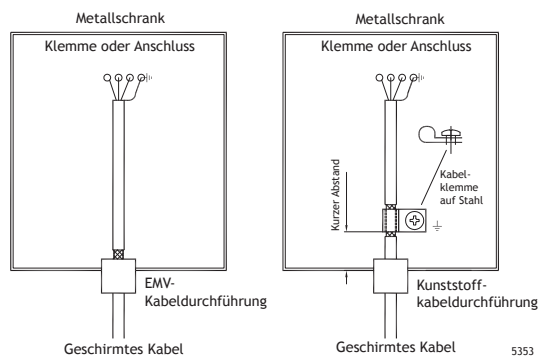 Metallschrank
Klemme oder Anschluss
EMV-
Kabeldurchführung
Geschirmtes Kabel
Metallschrank
Klemme oder Anschluss
Kurzer Abstand
Kabel-
klemme
auf Stahl
Kunststoff-
kabeldurchführung
Geschirmtes Kabel
5353